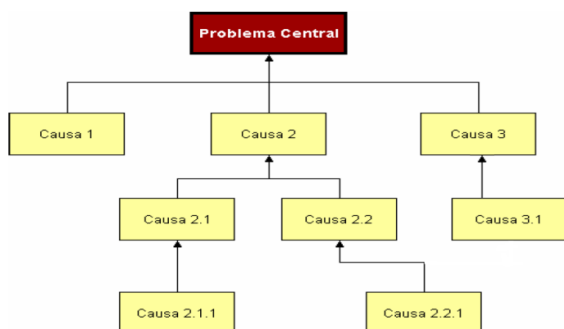 Problema Central
Causa 1
Causa 2
Causa 3
Causa 2.1
Causa 2.2
Causa 3.1
Causa 2.1.1
Causa 2.2.1